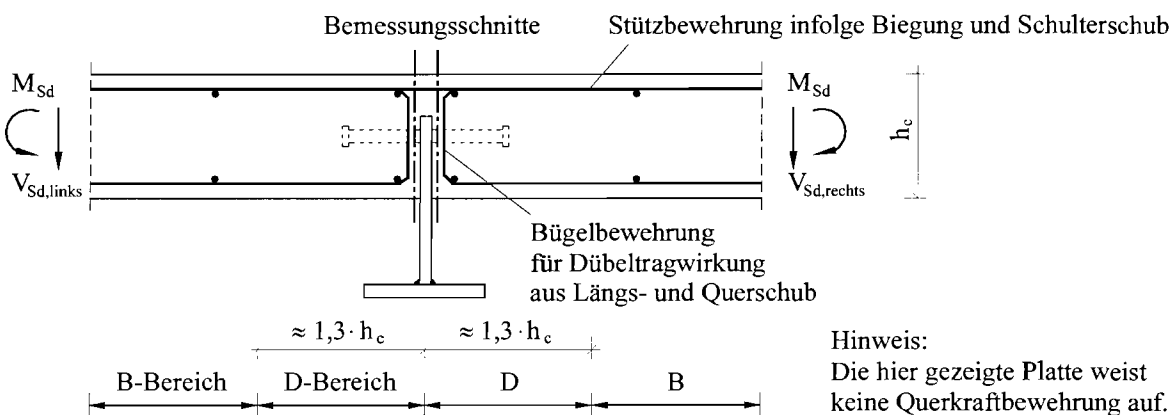 Bemessungsschnitte
Stützbewehrung infolge Biegung und Schulterschub
M_Sd
M_Sd
h_c
V_Sd,links
V_Sd,rechts
Bügelbewehrung
für Dübeltragwirkung
aus Längs- und Querschub
≈ 1,3 · h_c
≈ 1,3 · h_c
Hinweis:
Die hier gezeigte Platte weist
keine Querkraftbewehrung auf.
B-Bereich
D-Bereich
D
B